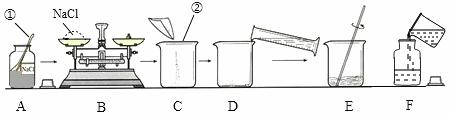 ① NaCl ②
NaCl
A B C D E F